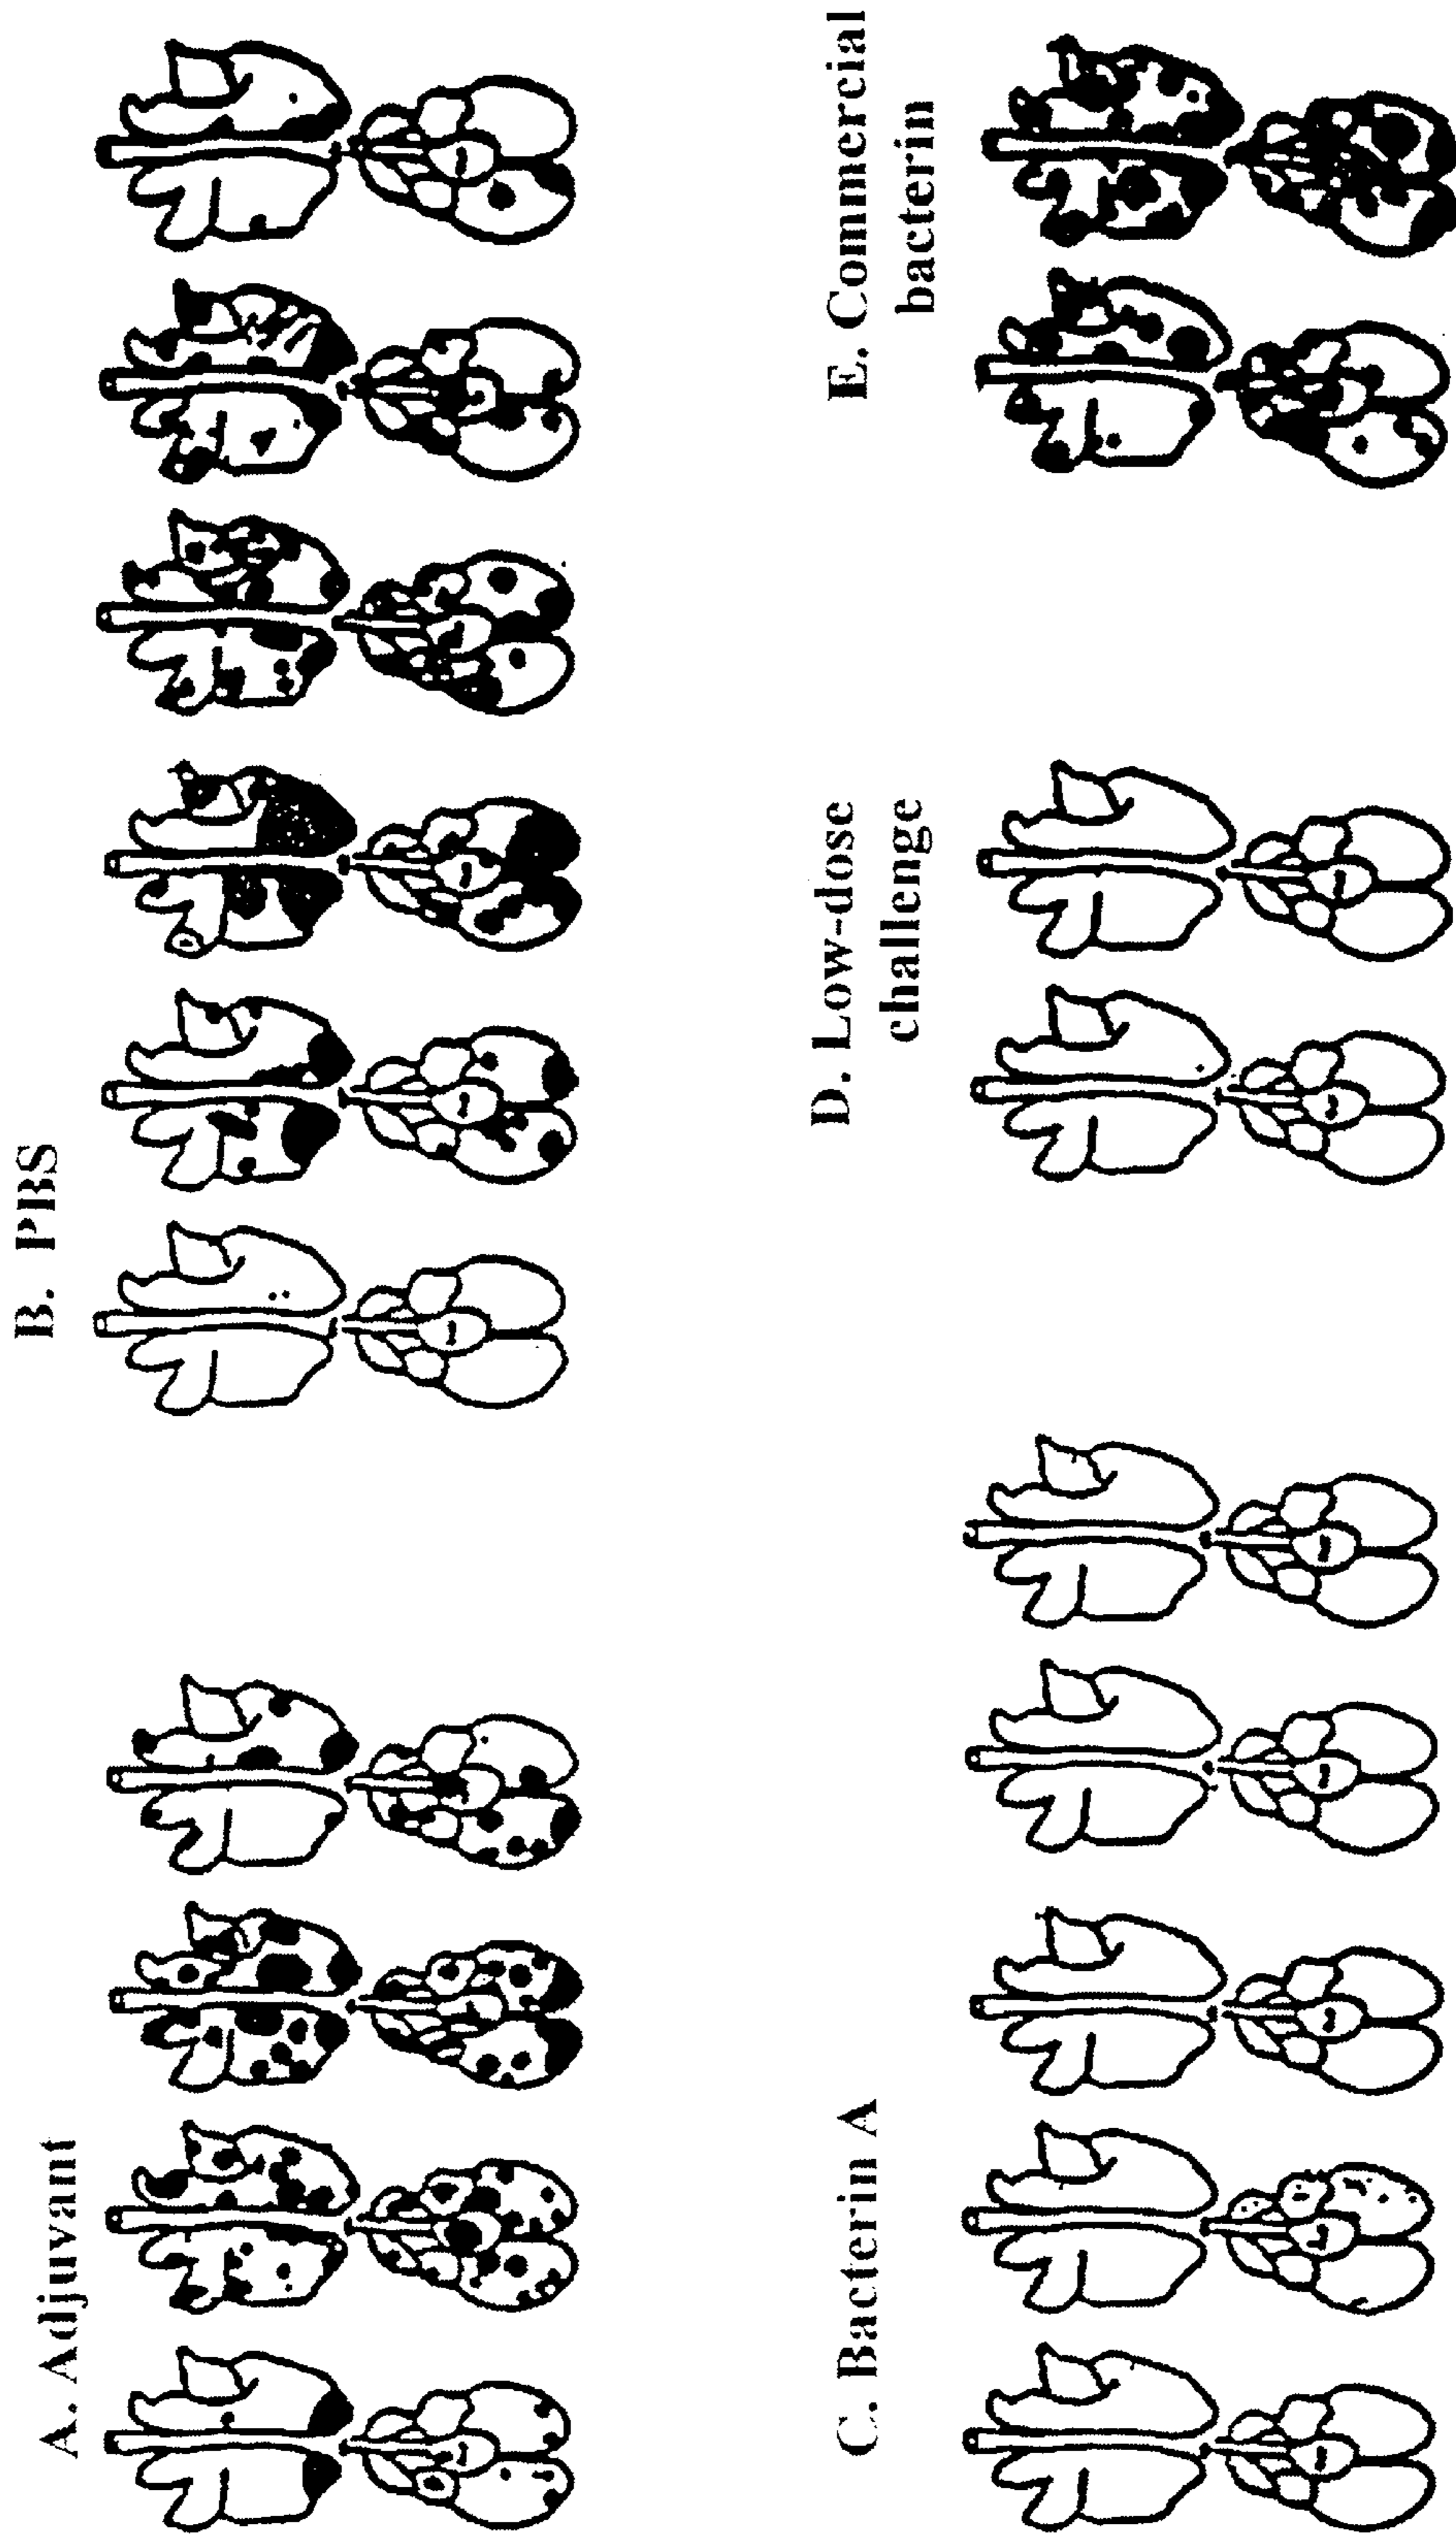 A. Adjuvant
B. PBS
C. Bacterin A
D. Low-dose
challenge
E. Commercial
bacterin